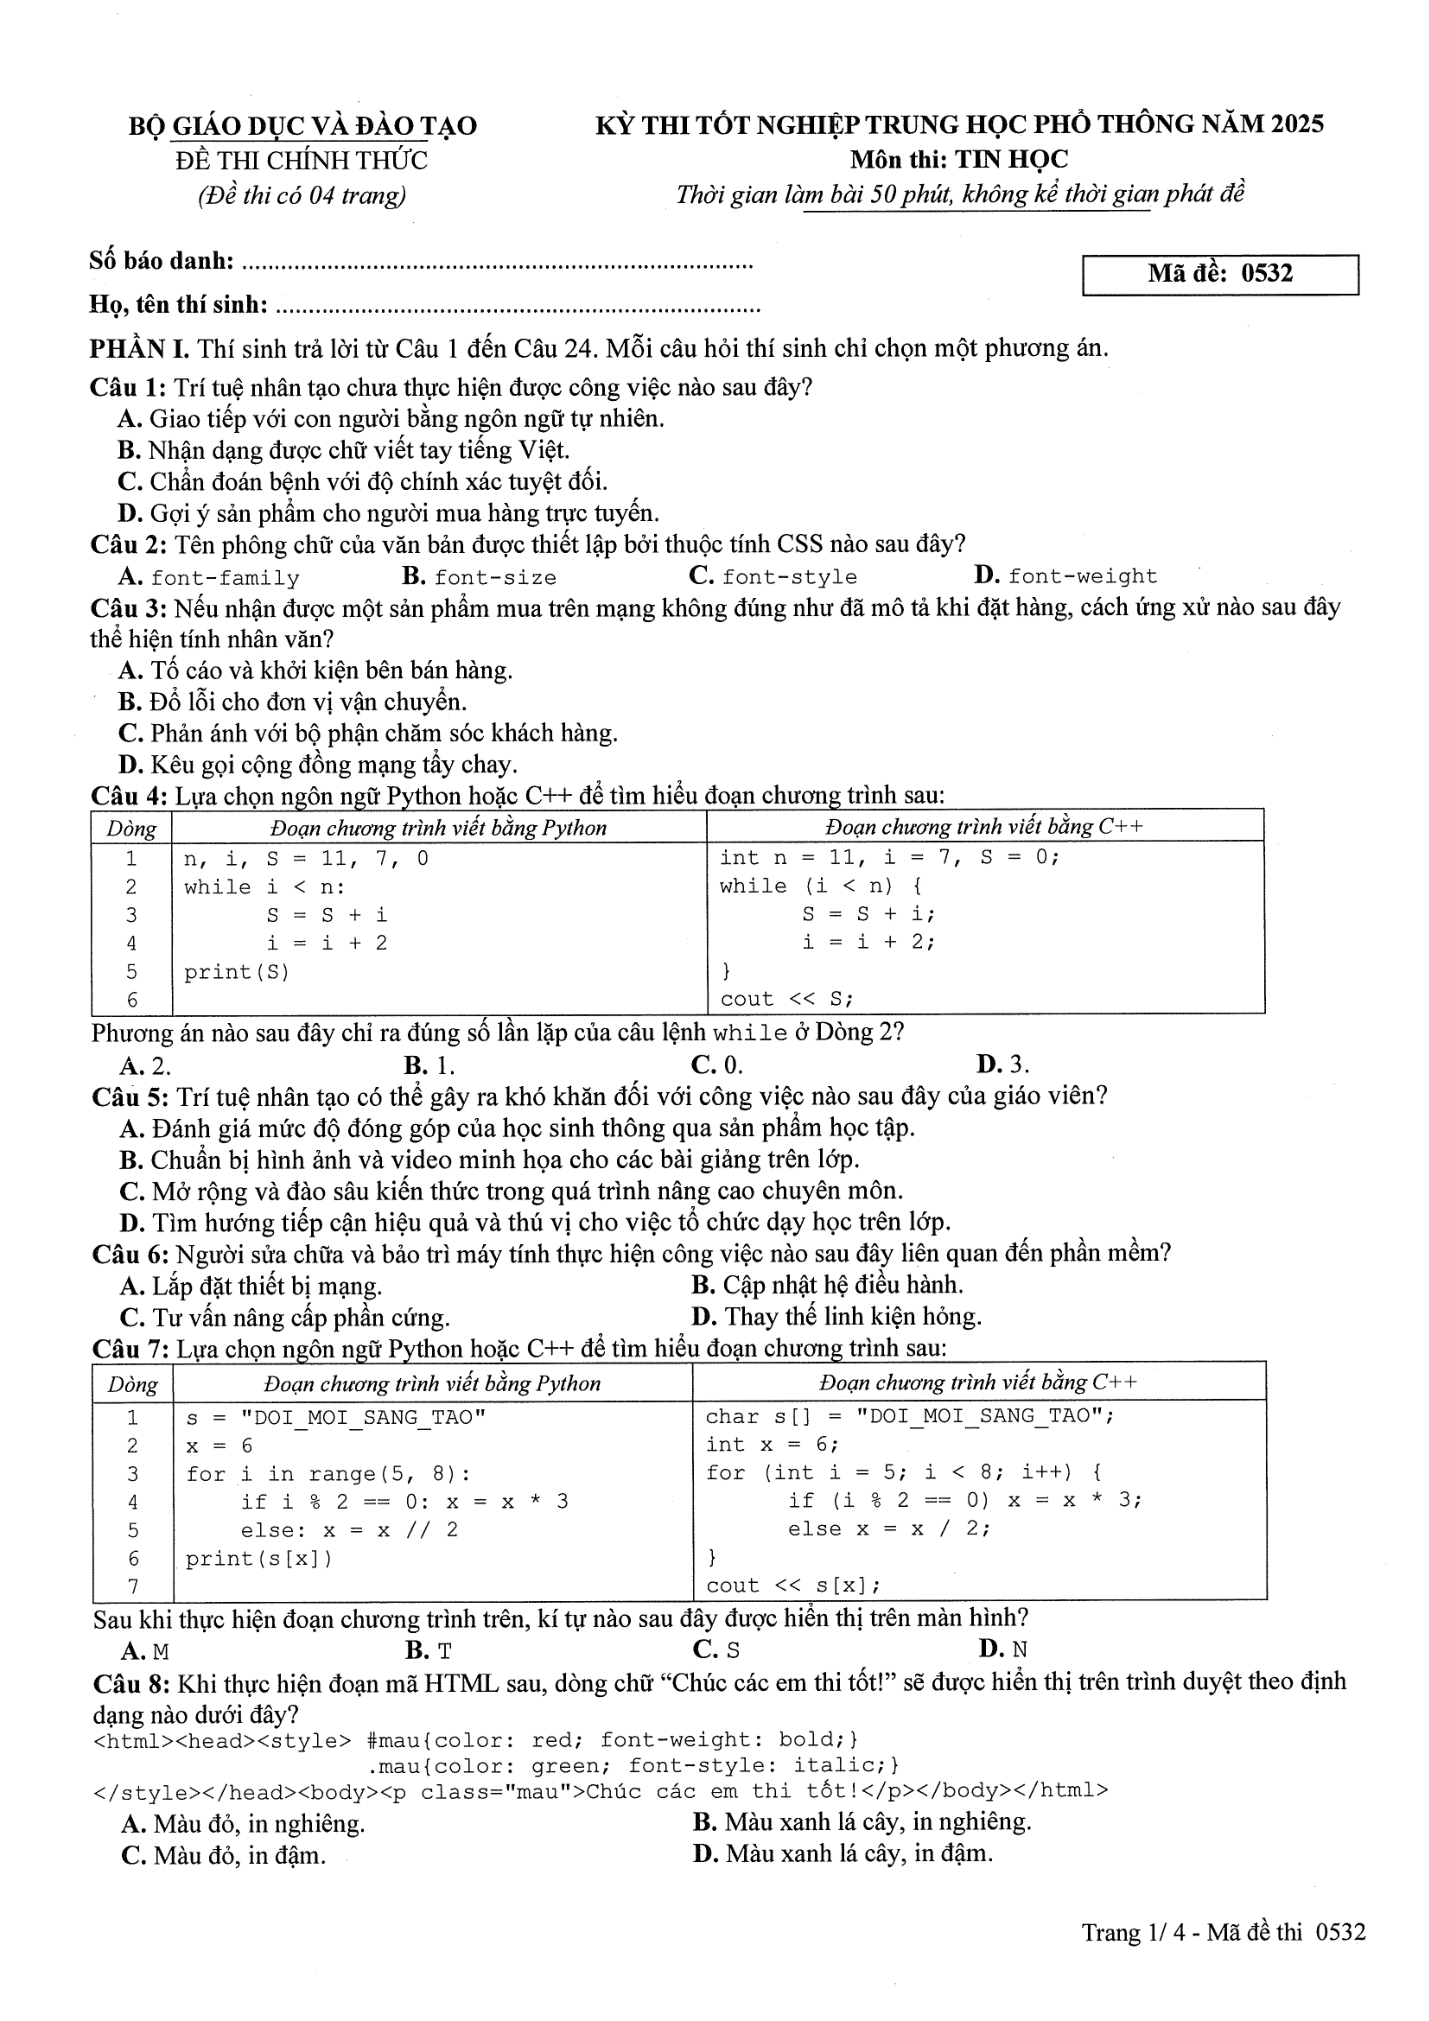 BỘ GIÁO DỤC VÀ ĐÀO TẠO
ĐỀ THI CHÍNH THỨC
(Đề thi có 04 trang)
KỲ THI TỐT NGHIỆP TRUNG HỌC PHỔ THÔNG NĂM 2025
Môn thi: TIN HỌC
Thời gian làm bài 50 phút, không kể thời gian phát đề
Số báo danh: ..............................................................................
Họ, tên thí sinh: ..........................................................................
Mã đề: 0532
PHẦN I. Thí sinh trả lời từ Câu 1 đến Câu 24. Mỗi câu hỏi thí sinh chỉ chọn một phương án.
Câu 1: Trí tuệ nhân tạo chưa thực hiện được công việc nào sau đây?
A. Giao tiếp với con người bằng ngôn ngữ tự nhiên.
B. Nhận dạng được chữ viết tay tiếng Việt.
C. Chẩn đoán bệnh với độ chính xác tuyệt đối.
D. Gợi ý sản phẩm cho người mua hàng trực tuyến.
Câu 2: Tên phông chữ của văn bản được thiết lập bởi thuộc tính CSS nào sau đây?
A. font-family B. font-size C. font-style D. font-weight
Câu 3: Nếu nhận được một sản phẩm mua trên mạng không đúng như đã mô tả khi đặt hàng, cách ứng xử nào sau đây
thể hiện tính nhân văn?
A. Tố cáo và khởi kiện bên bán hàng.
B. Đổ lỗi cho đơn vị vận chuyển.
C. Phản ánh với bộ phận chăm sóc khách hàng.
D. Kêu gọi cộng đồng mạng tẩy chay.
Câu 4: Lựa chọn ngôn ngữ Python hoặc C++ để tìm hiểu đoạn chương trình sau:
Dòng Đoạn chương trình viết bằng Python Đoạn chương trình viết bằng C++
1 n, i, S = 11, 7, 0 int n = 11, i = 7, S = 0;
2 while i < n: while (i < n) {
3 S = S + i S = S + i;
4 i = i + 2 i = i + 2;
5 print(S) }
6 cout << S;
Phương án nào sau đây chỉ ra đúng số lần lặp của câu lệnh while ở Dòng 2?
A. 2. B. 1. C. 0. D. 3.
Câu 5: Trí tuệ nhân tạo có thể gây ra khó khăn đối với công việc nào sau đây của giáo viên?
A. Đánh giá mức độ đóng góp của học sinh thông qua sản phẩm học tập.
B. Chuẩn bị hình ảnh và video minh họa cho các bài giảng trên lớp.
C. Mở rộng và đào sâu kiến thức trong quá trình nâng cao chuyên môn.
D. Tìm hướng tiếp cận hiệu quả và thú vị cho việc tổ chức dạy học trên lớp.
Câu 6: Người sửa chữa và bảo trì máy tính thực hiện công việc nào sau đây liên quan đến phần mềm?
A. Lắp đặt thiết bị mạng. B. Cập nhật hệ điều hành.
C. Tư vấn nâng cấp phần cứng. D. Thay thế linh kiện hỏng.
Câu 7: Lựa chọn ngôn ngữ Python hoặc C++ để tìm hiểu đoạn chương trình sau:
Dòng Đoạn chương trình viết bằng Python Đoạn chương trình viết bằng C++
1 s = "DOI_MOI_SANG_TAO" char s[] = "DOI_MOI_SANG_TAO";
2 x = 6 int x = 6;
3 for i in range(5, 8): for (int i = 5; i < 8; i++) {
4 if i % 2 == 0: x = x * 3 if (i % 2 == 0) x = x * 3;
5 else: x = x // 2 else x = x / 2;
6 print(s[x]) }
7 cout << s[x];
Sau khi thực hiện đoạn chương trình trên, kí tự nào sau đây được hiển thị trên màn hình?
A. M B. T C. S D. N
Câu 8: Khi thực hiện đoạn mã HTML sau, dòng chữ “Chúc các em thi tốt!” sẽ được hiển thị trên trình duyệt theo định
dạng nào dưới đây?
<html><head><style> #mau{color: red; font-weight: bold;}
.mau{color: green; font-style: italic;}
</style></head><body><p class="mau">Chúc các em thi tốt!</p></body></html>
A. Màu đỏ, in nghiêng. B. Màu xanh lá cây, in nghiêng.
C. Màu đỏ, in đậm. D. Màu xanh lá cây, in đậm.
Trang 1/ 4 - Mã đề thi 0532